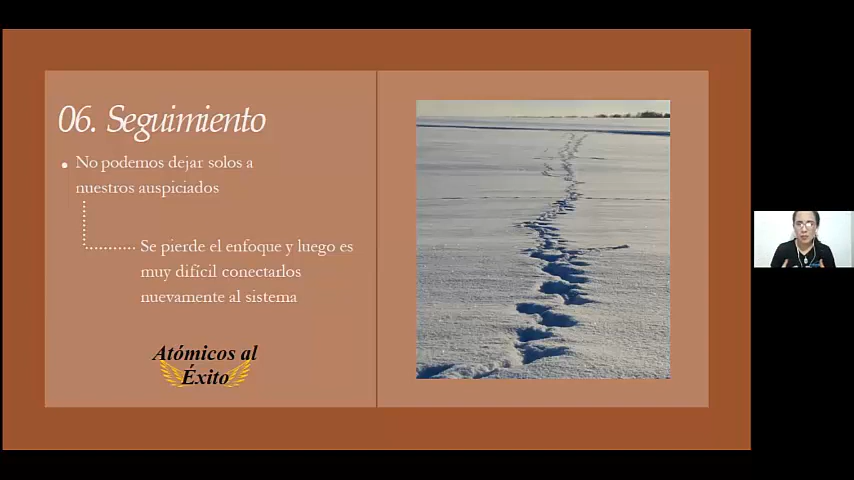 06. Seguimiento
• No podemos dejar solos a
nuestros auspiciados
Se pierde el enfoque y luego es
muy difícil conectarlos
nuevamente al sistema
Atómicos al
Éxito